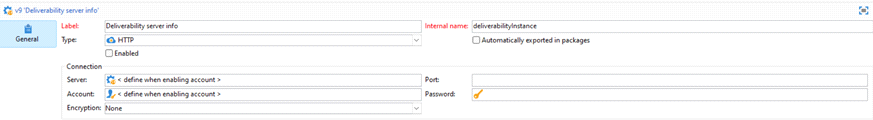 v9 'Deliverability server info'
General
Label: Deliverability server info Internal name: deliverabilityInstance
Type: HTTP Automatically exported in packages
Enabled
Connection
Server: < define when enabling account > Port:
Account: < define when enabling account > Password:
Encryption: None